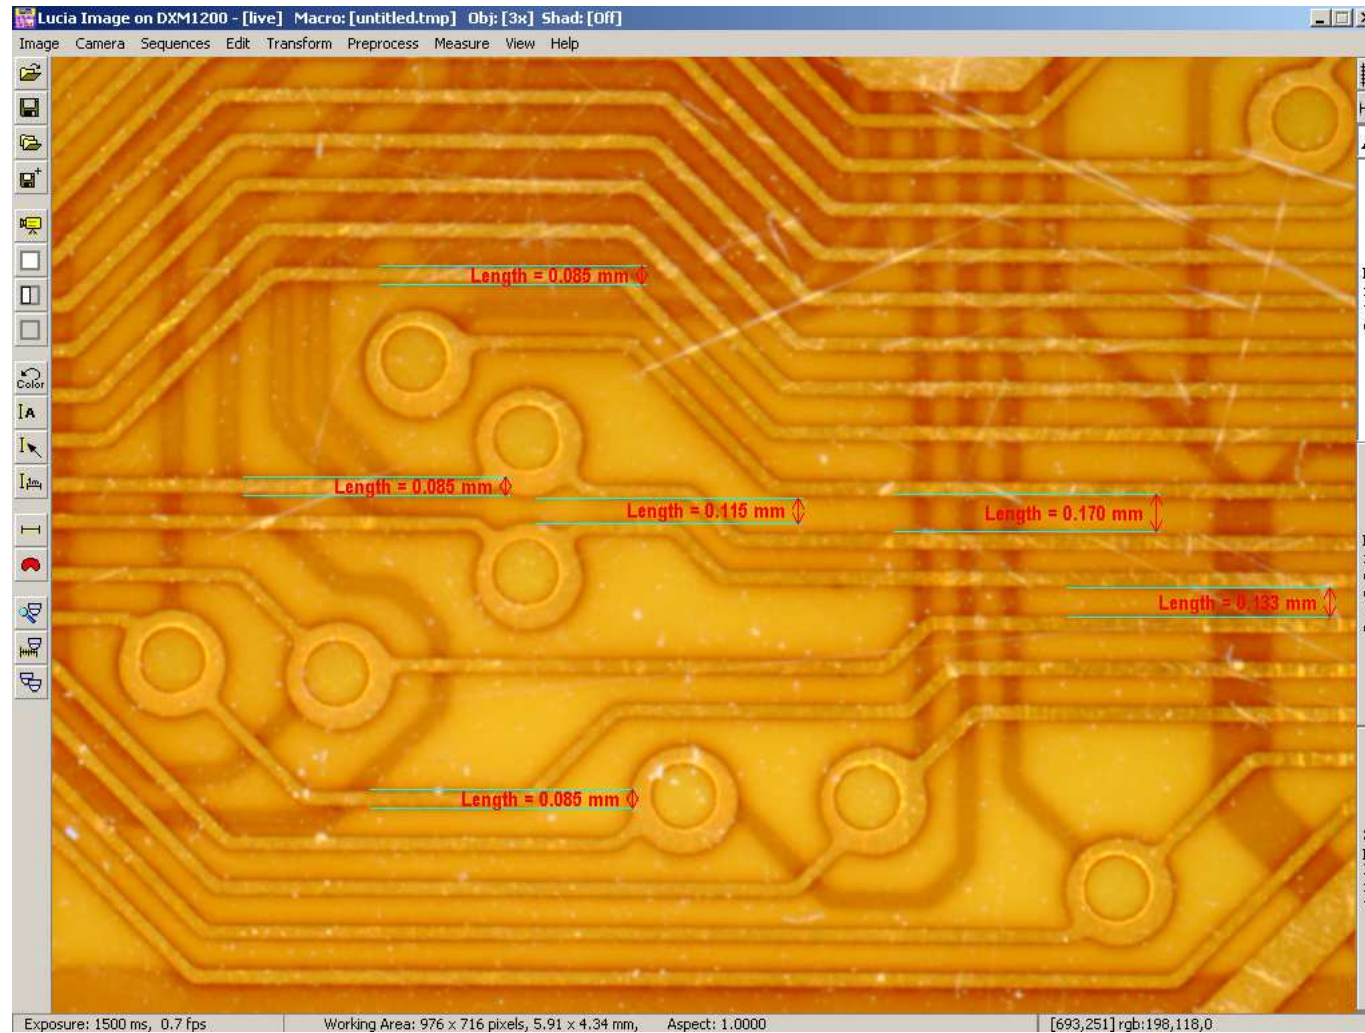 Lucia Image on DXM1200 - [live] Macro: [untitled.tmp] Obj: [3x] Shad: [Off]
Image Camera Sequences Edit Transform Preprocess Measure View Help
Color
Length = 0.085 mm
Length = 0.085 mm
Length = 0.115 mm
Length = 0.170 mm
Length = 0.133 mm
Length = 0.085 mm
Exposure: 1500 ms, 0.7 fps Working Area: 976 x 716 pixels, 5.91 x 4.34 mm, Aspect: 1.0000 [693,251] rgb:198,118,0